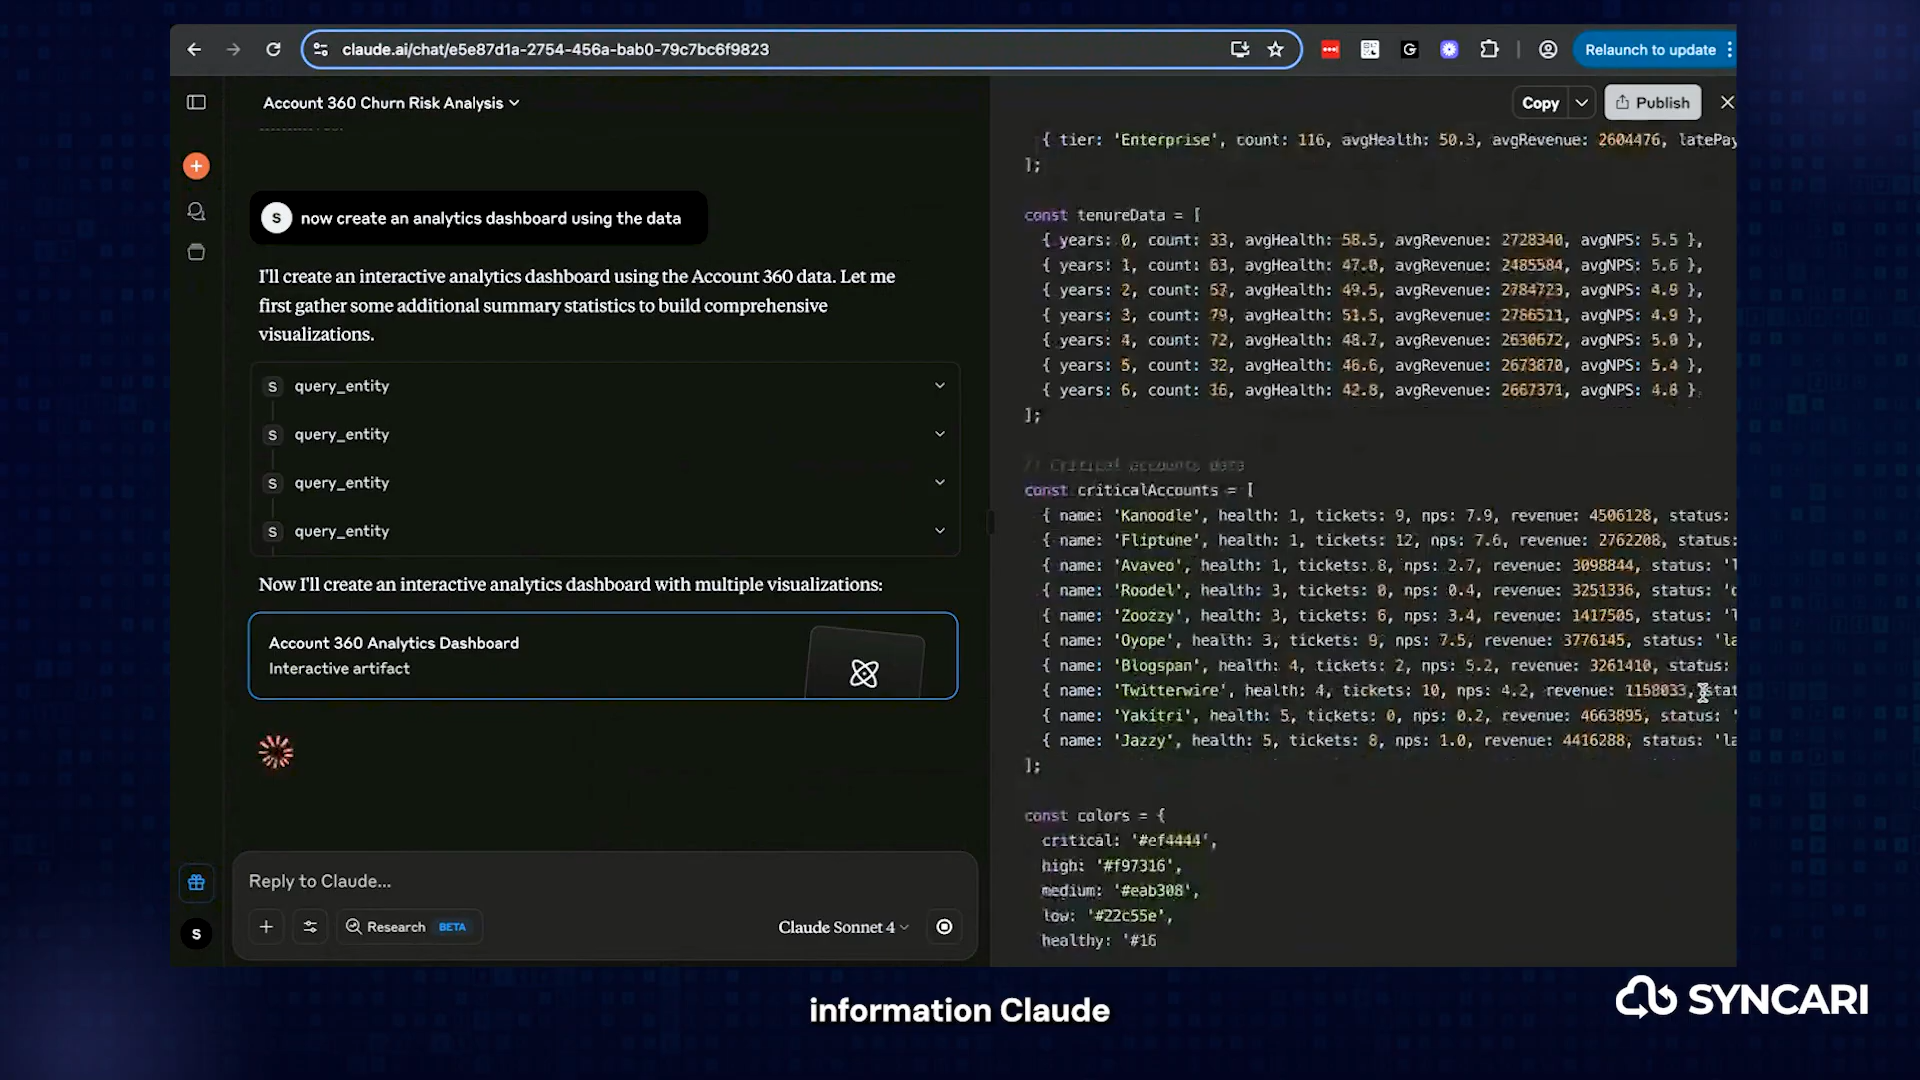 claude.ai/chat/e5e87d1a-2754-456a-bab0-79c7bc6f9823
Relaunch to update
Account 360 Churn Risk Analysis
S now create an analytics dashboard using the data
I'll create an interactive analytics dashboard using the Account 360 data. Let me
first gather some additional summary statistics to build comprehensive
visualizations.
S query_entity
S query_entity
S query_entity
S query_entity
Now I'll create an interactive analytics dashboard with multiple visualizations:
Account 360 Analytics Dashboard
Interactive artifact
Reply to Claude...
Research BETA
Claude Sonnet 4
S
Copy
Publish
{ tier: 'Enterprise', count: 116, avgHealth: 50.3, avgRevenue: 2604476, latePay
];
const tenureData = [
{ years: 0, count: 33, avgHealth: 58.5, avgRevenue: 2728340, avgNPS: 5.5 },
{ years: 1, count: 63, avgHealth: 47.0, avgRevenue: 2485584, avgNPS: 5.6 },
{ years: 2, count: 57, avgHealth: 49.5, avgRevenue: 2784723, avgNPS: 4.9 },
{ years: 3, count: 79, avgHealth: 51.5, avgRevenue: 2786511, avgNPS: 4.9 },
{ years: 4, count: 72, avgHealth: 48.7, avgRevenue: 2630672, avgNPS: 5.0 },
{ years: 5, count: 32, avgHealth: 46.6, avgRevenue: 2673870, avgNPS: 5.4 },
{ years: 6, count: 16, avgHealth: 42.8, avgRevenue: 2667371, avgNPS: 4.8 }
];
// Critical accounts data
const criticalAccounts = [
{ name: 'Kanoodle', health: 1, tickets: 9, nps: 7.9, revenue: 4506128, status:
{ name: 'Fliptune', health: 1, tickets: 12, nps: 7.6, revenue: 2762208, status:
{ name: 'Avaveo', health: 1, tickets: 8, nps: 2.7, revenue: 3098844, status: '
{ name: 'Roodel', health: 3, tickets: 0, nps: 0.4, revenue: 3251336, status: '
{ name: 'Zoozzy', health: 3, tickets: 6, nps: 3.4, revenue: 1417505, status: '
{ name: 'Oyope', health: 3, tickets: 9, nps: 7.5, revenue: 3776145, status: 'la
{ name: 'Blogspan', health: 4, tickets: 2, nps: 5.2, revenue: 3261410, status:
{ name: 'Twitterwire', health: 4, tickets: 10, nps: 4.2, revenue: 1158033, stat
{ name: 'Yakitri', health: 5, tickets: 0, nps: 0.2, revenue: 4663895, status: '
{ name: 'Jazzy', health: 5, tickets: 8, nps: 1.0, revenue: 4416288, status: 'la
];
const colors = {
critical: '#ef4444',
high: '#f97316',
medium: '#eab308',
low: '#22c55e',
healthy: '#16
information Claude
SYNCARI